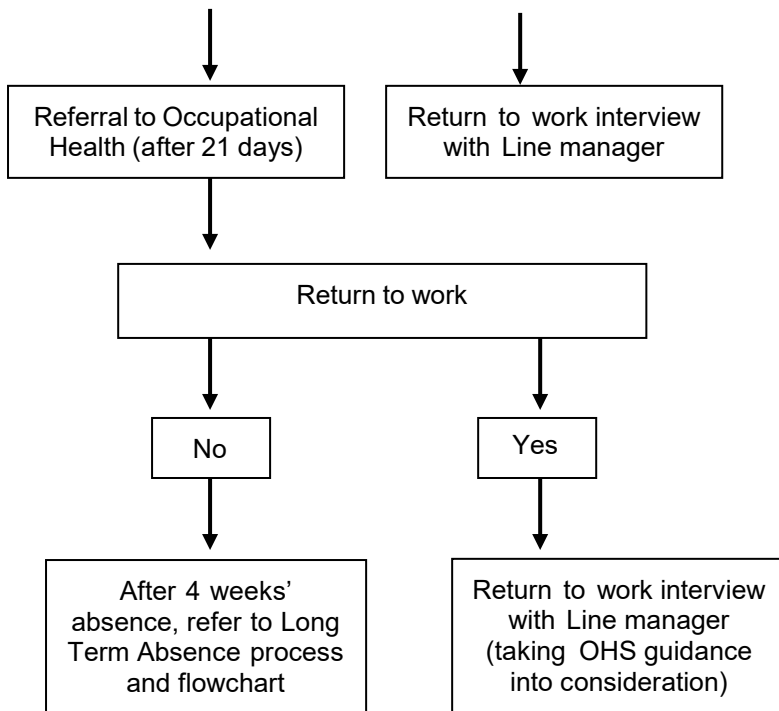 Referral to Occupational
Health (after 21 days)
Return to work interview
with Line manager
Return to work
No
Yes
After 4 weeks’
absence, refer to Long
Term Absence process
and flowchart
Return to work interview
with Line manager
(taking OHS guidance
into consideration)